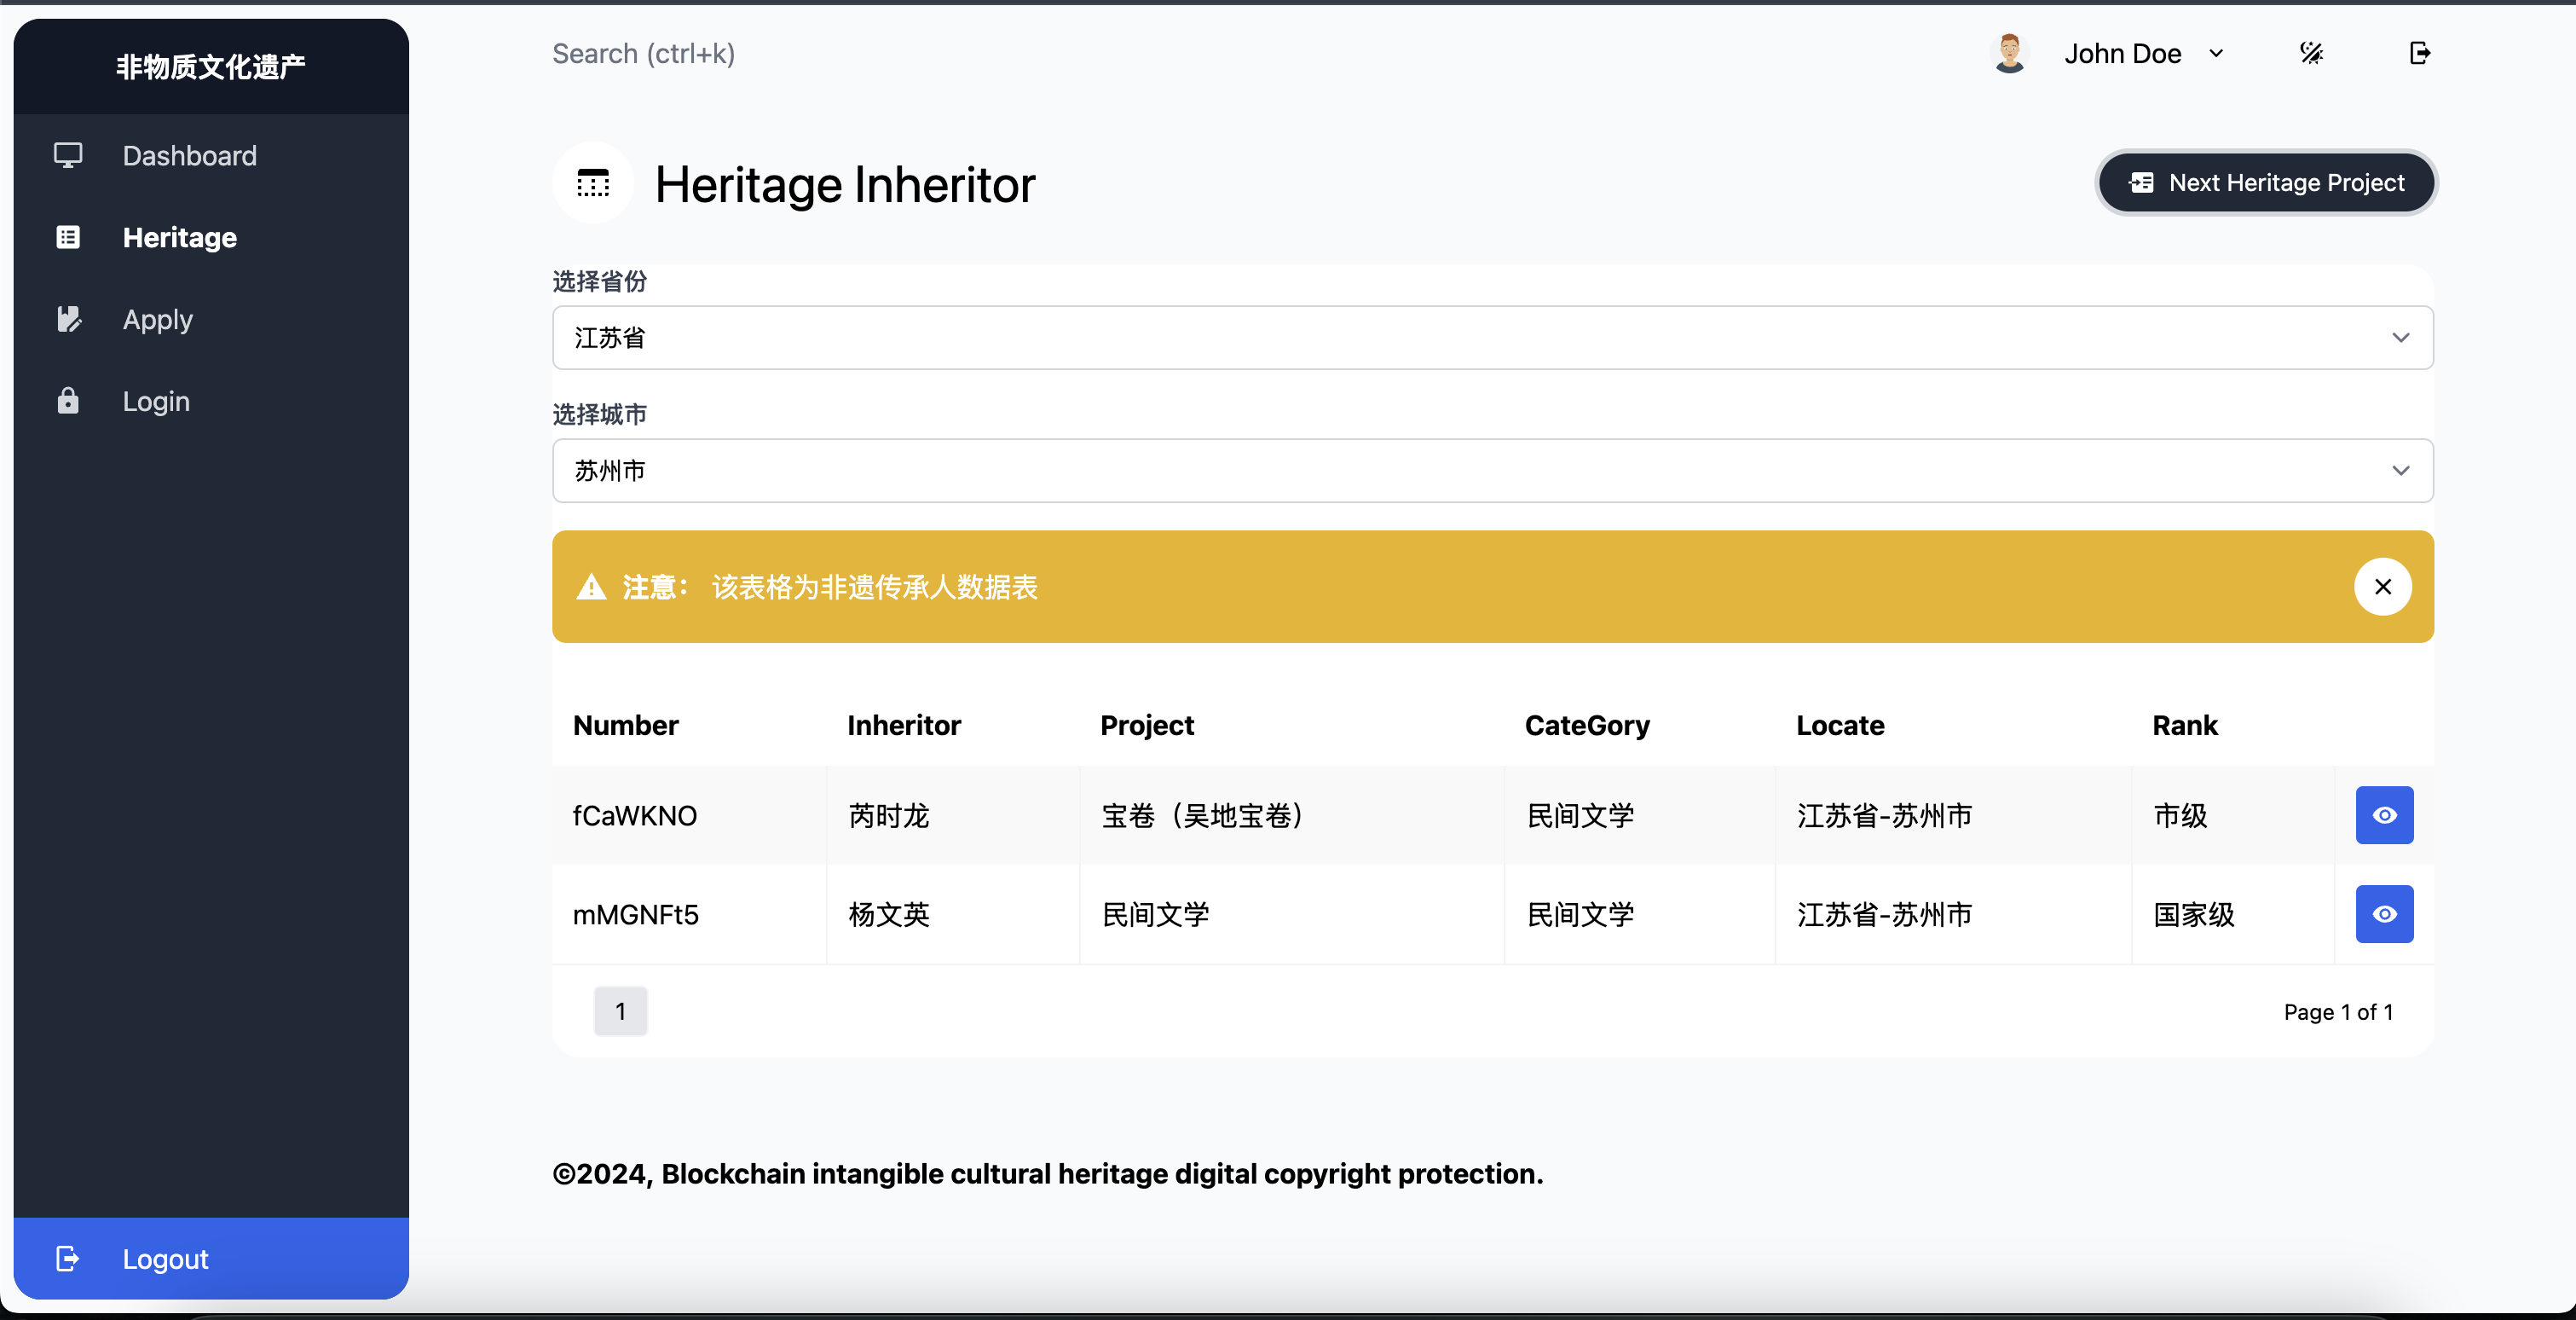 非物质文化遗产
Dashboard
Heritage
Apply
Login
Logout
Search (ctrl+k)
John Doe
Heritage Inheritor
Next Heritage Project
选择省份
江苏省
选择城市
苏州市
注意： 该表格为非遗传承人数据表
Number Inheritor Project CateGory Locate Rank
fCaWKNO 芮时龙 宝卷（吴地宝卷） 民间文学 江苏省-苏州市 市级
mMGNFt5 杨文英 民间文学 民间文学 江苏省-苏州市 国家级
1
Page 1 of 1
©2024, Blockchain intangible cultural heritage digital copyright protection.